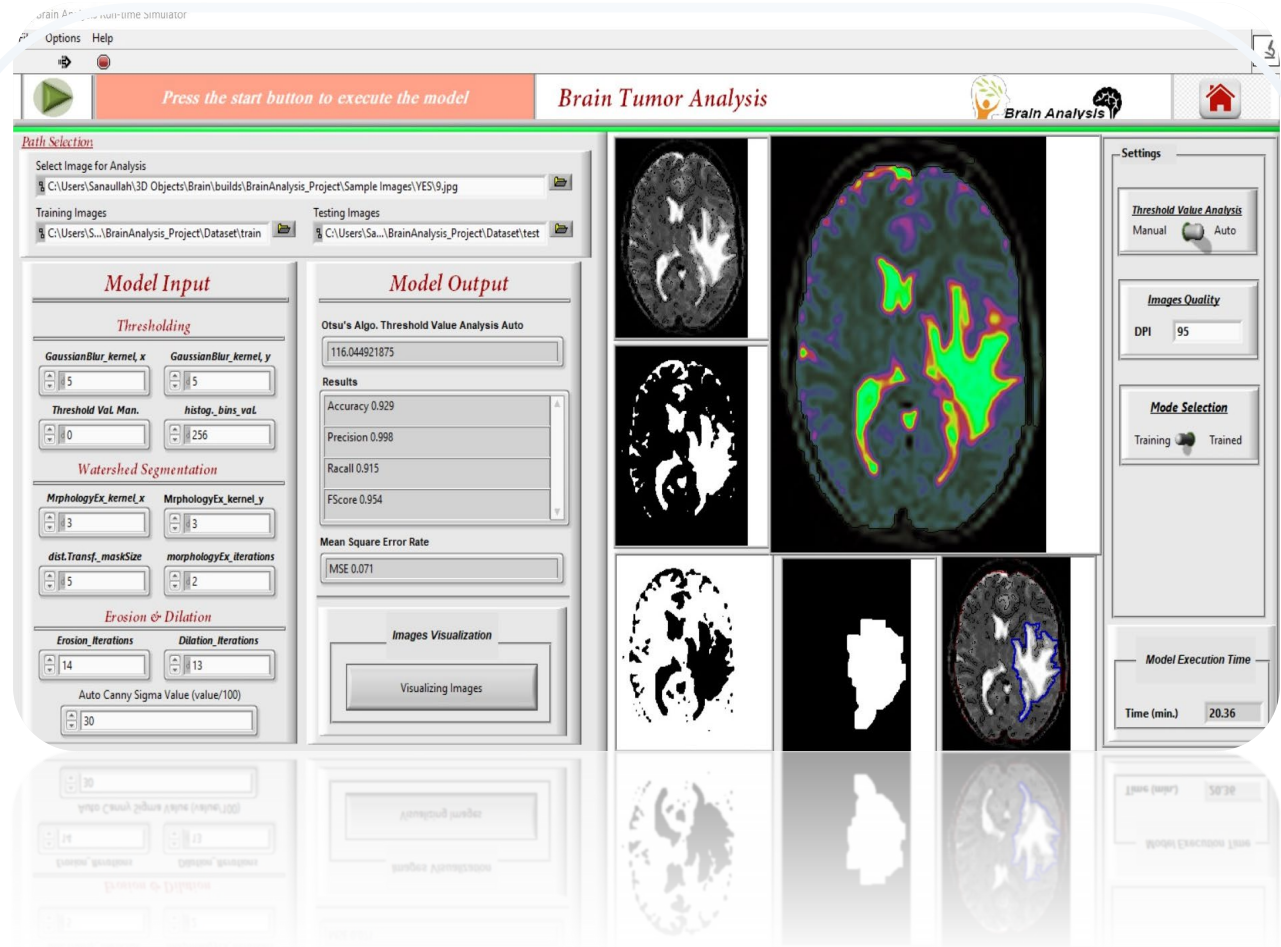 Brain Analysis Run-time Simulator
Options Help
Press the start button to execute the model
Brain Tumor Analysis
Brain Analysis
Path Selection
Select Image for Analysis
C:\Users\Sanaullah\3D Objects\Brain\builds\BrainAnalysis_Project\Sample Images\YES\9.jpg
Training Images
Testing Images
C:\Users\S...\BrainAnalysis_Project\Dataset\train
C:\Users\Sa...\BrainAnalysis_Project\Dataset\test
Model Input
Thresholding
GaussianBlur_kernel, x
GaussianBlur_kernel, y
5
5
Threshold Val. Man.
histog._bins_val.
0
256
Watershed Segmentation
MrphologyEx_kernel_x
MrphologyEx_kernel_y
3
3
dist.Transf._maskSize
morphologyEx_iterations
5
2
Erosion & Dilation
Erosion_Iterations
Dilation_Iterations
14
13
Auto Canny Sigma Value (value/100)
30
Model Output
Otsu's Algo. Threshold Value Analysis Auto
116.044921875
Results
Accuracy 0.929
Precision 0.998
Racall 0.915
FScore 0.954
Mean Square Error Rate
MSE 0.071
Images Visualization
Visualizing Images
Settings
Threshold Value Analysis
Manual
Auto
Images Quality
DPI
95
Mode Selection
Training
Trained
Model Execution Time
Time (min.)
20.36